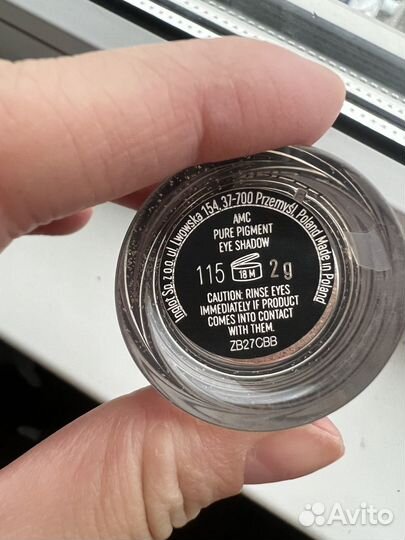 Inglot Sp. z o.o. ul. Lwowska 154, 37-700 Przemyśl, Poland Made in Poland
AMC
PURE PIGMENT
EYE SHADOW
115 18 M 2g
CAUTION: RINSE EYES
IMMEDIATELY IF PRODUCT
COMES INTO CONTACT
WITH THEM.
ZB27CBB
Avito